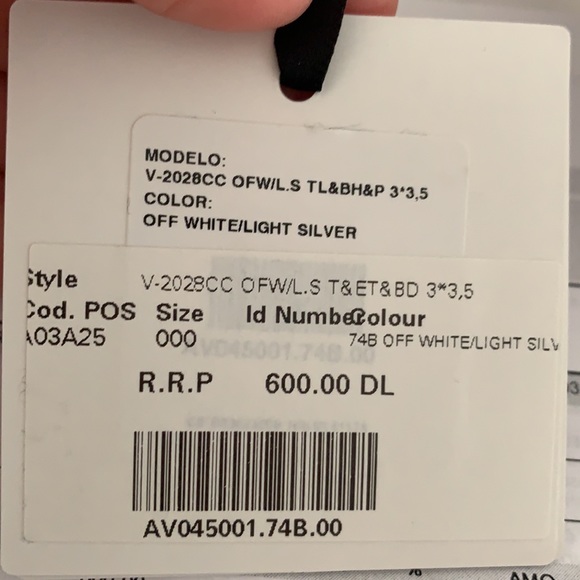 MODELO:
V-2028CC OFW/L.S TL&BH&P 3*3,5
COLOR:
OFF WHITE/LIGHT SILVER
Style V-2028CC OFW/L.S T&ET&BD 3*3,5
Cod. POS Size Id Number Colour
A03A25 000 74B OFF WHITE/LIGHT SILV
AVD45001.74B.00
R.R.P 600.00 DL
AV045001.74B.00